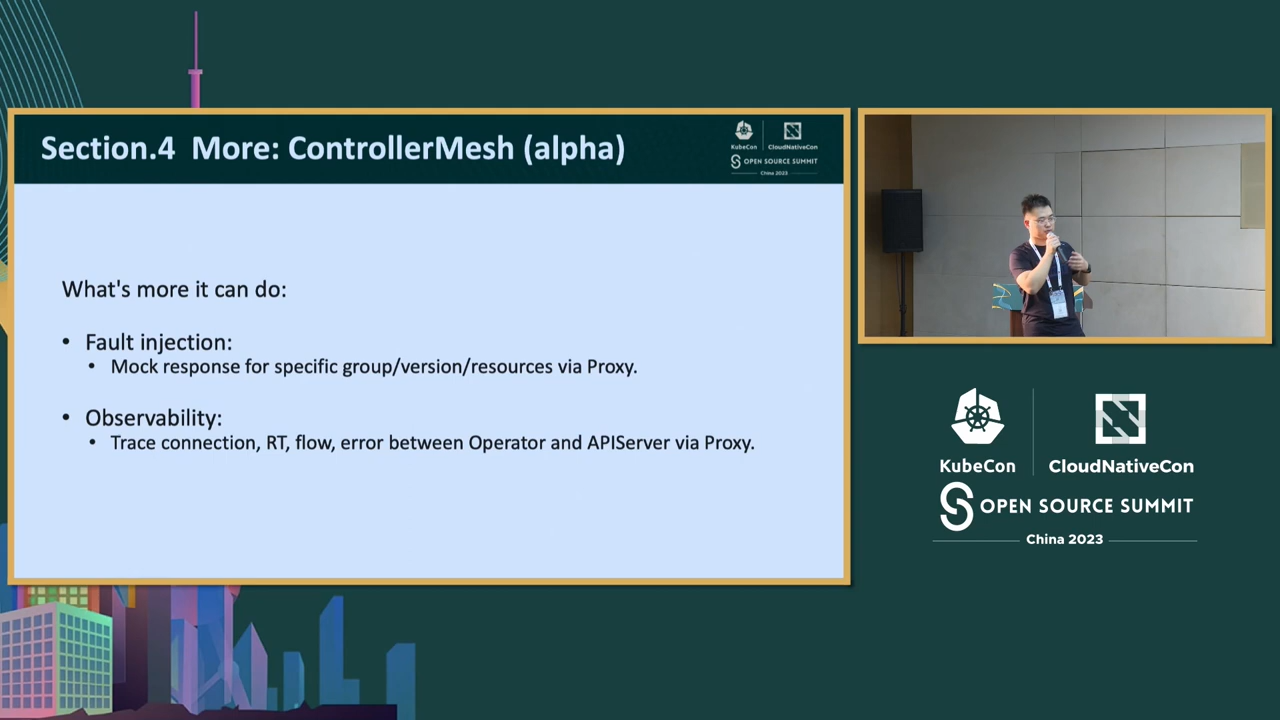 Section.4 More: ControllerMesh (alpha)
KubeCon
CloudNativeCon
OPEN SOURCE SUMMIT
China 2023
What's more it can do:
• Fault injection:
• Mock response for specific group/version/resources via Proxy.
• Observability:
• Trace connection, RT, flow, error between Operator and APIServer via Proxy.
KubeCon
CloudNativeCon
OPEN SOURCE SUMMIT
China 2023